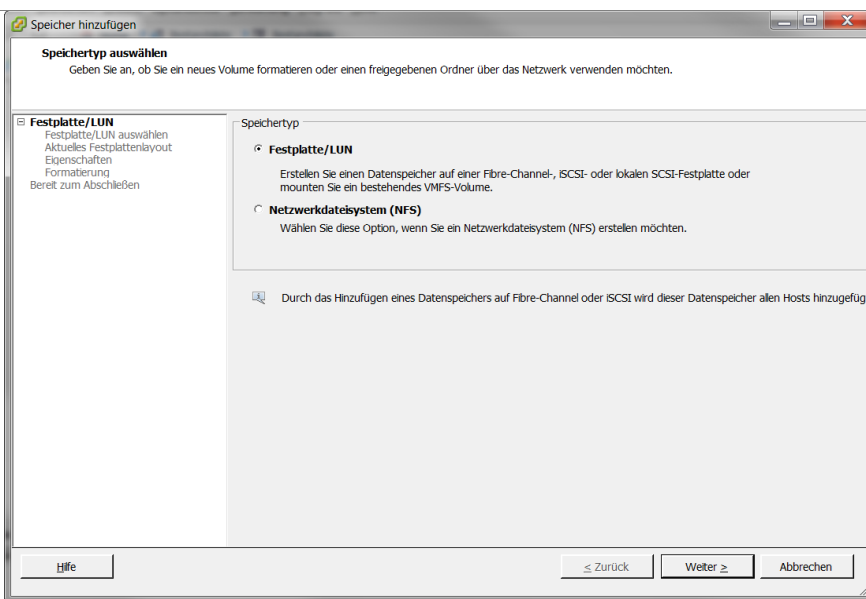 Speicher hinzufügen
Speichertyp auswählen
Geben Sie an, ob Sie ein neues Volume formatieren oder einen freigegebenen Ordner über das Netzwerk verwenden möchten.
Festplatte/LUN
Festplatte/LUN auswählen
Aktuelles Festplattenlayout
Eigenschaften
Formatierung
Bereit zum Abschließen
Speichertyp
Festplatte/LUN
Erstellen Sie einen Datenspeicher auf einer Fibre-Channel-, iSCSI- oder lokalen SCSI-Festplatte oder
mounten Sie ein bestehendes VMFS-Volume.
Netzwerkdateisystem (NFS)
Wählen Sie diese Option, wenn Sie ein Netzwerkdateisystem (NFS) erstellen möchten.
Durch das Hinzufügen eines Datenspeichers auf Fibre-Channel oder iSCSI wird dieser Datenspeicher allen Hosts hinzugefüg
Hilfe
≤ Zurück
Weiter ≥
Abbrechen